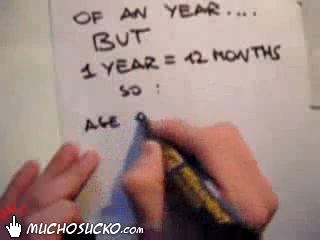 OF AN YEAR....
BUT
1 YEAR = 12 MONTHS
SO :
AGE
MUCHOSUCKO.com